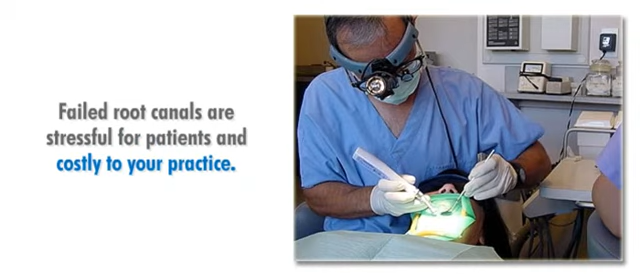 Failed root canals are
stressful for patients and
costly to your practice.